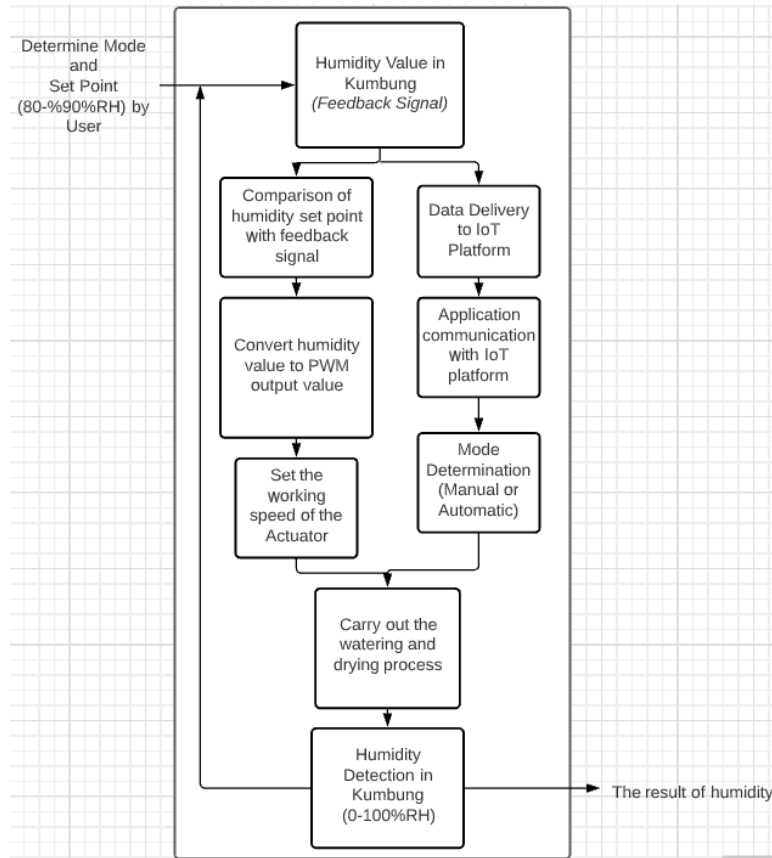 Determine Mode
and
Set Point
(80-%90%RH) by
User
Humidity Value in
Kumbung
(Feedback Signal)
Comparison of
humidity set point
with feedback
signal
Data Delivery
to IoT
Platform
Convert humidity
value to PWM
output value
Application
communication
with IoT
platform
Set the
working
speed of the
Actuator
Mode
Determination
(Manual or
Automatic)
Carry out the
watering and
drying process
Humidity
Detection in
Kumbung
(0-100%RH)
The result of humidity